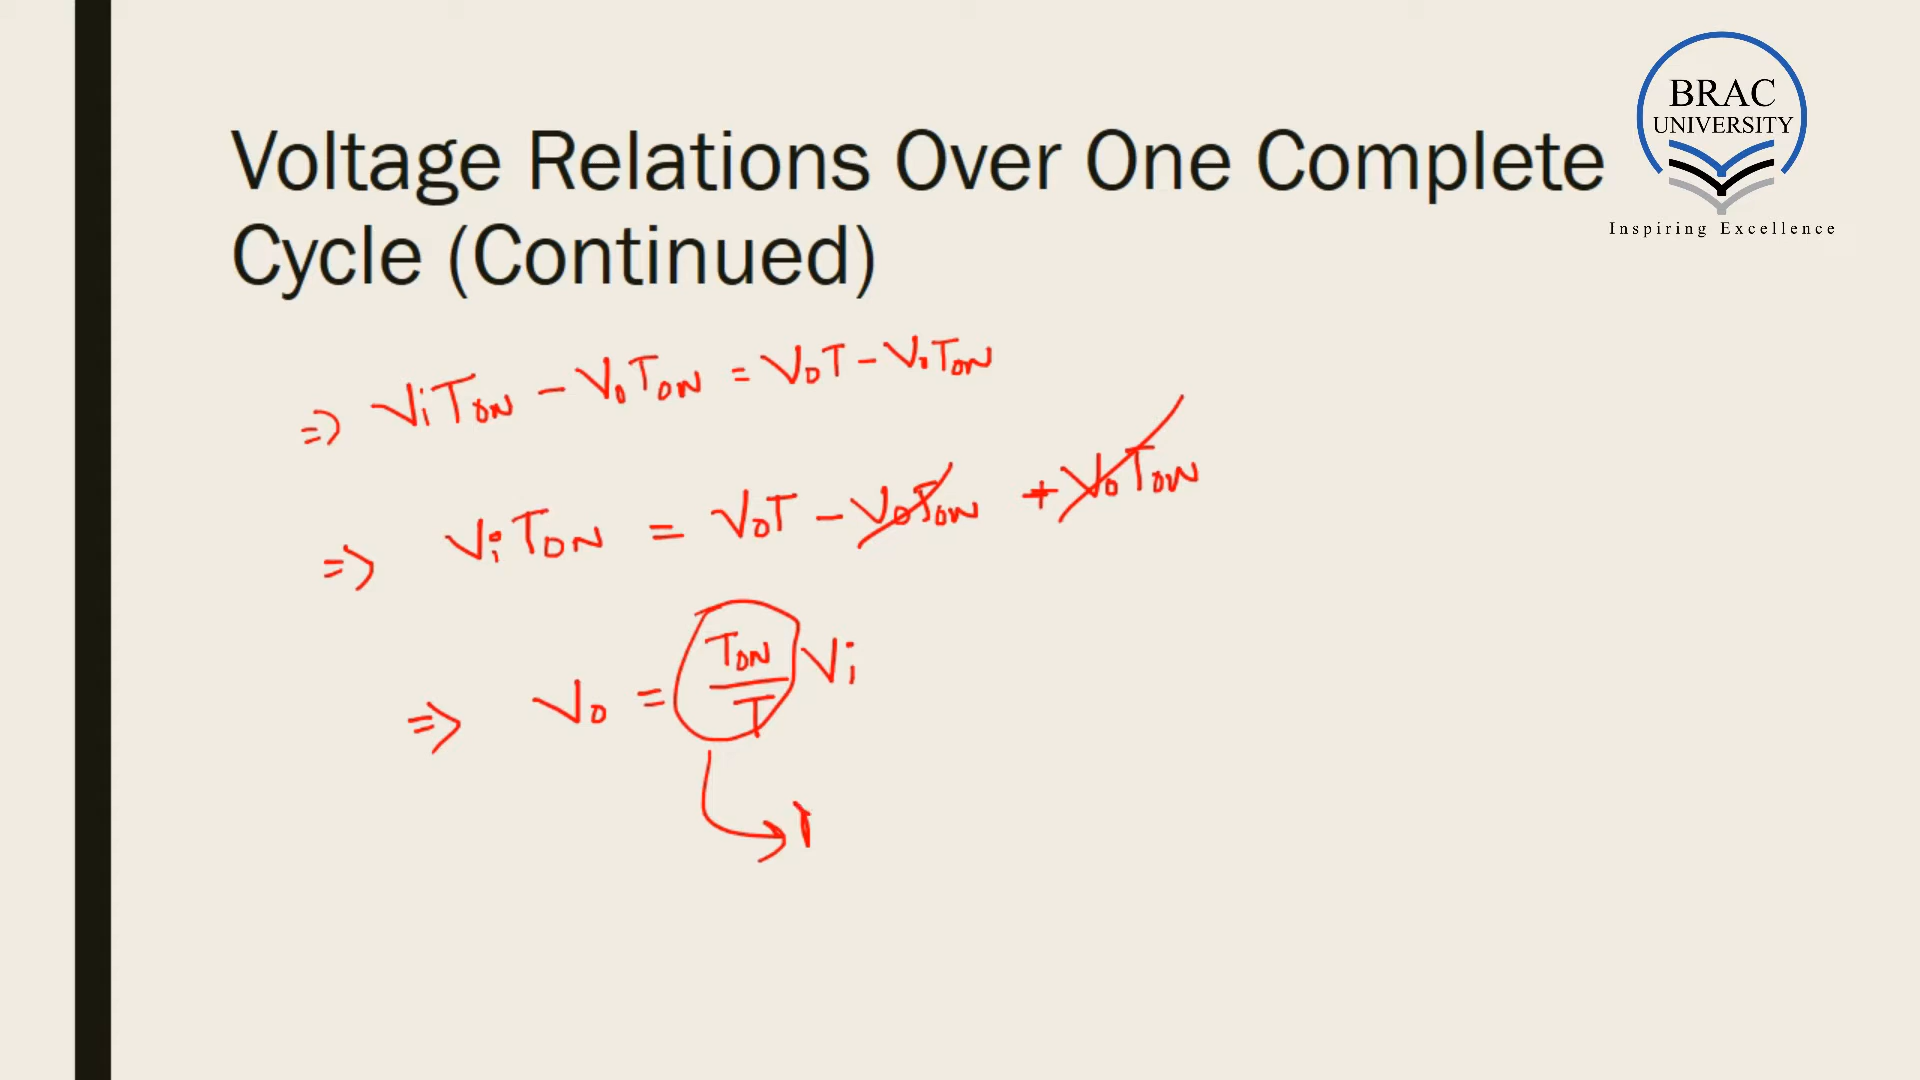 BRAC
UNIVERSITY
Inspiring Excellence
Voltage Relations Over One Complete
Cycle (Continued)
=> ViTON - VoTON = VoT - VoTON
=> ViTON = VoT - VoTON + VoTON
=> Vo = TON/T Vi